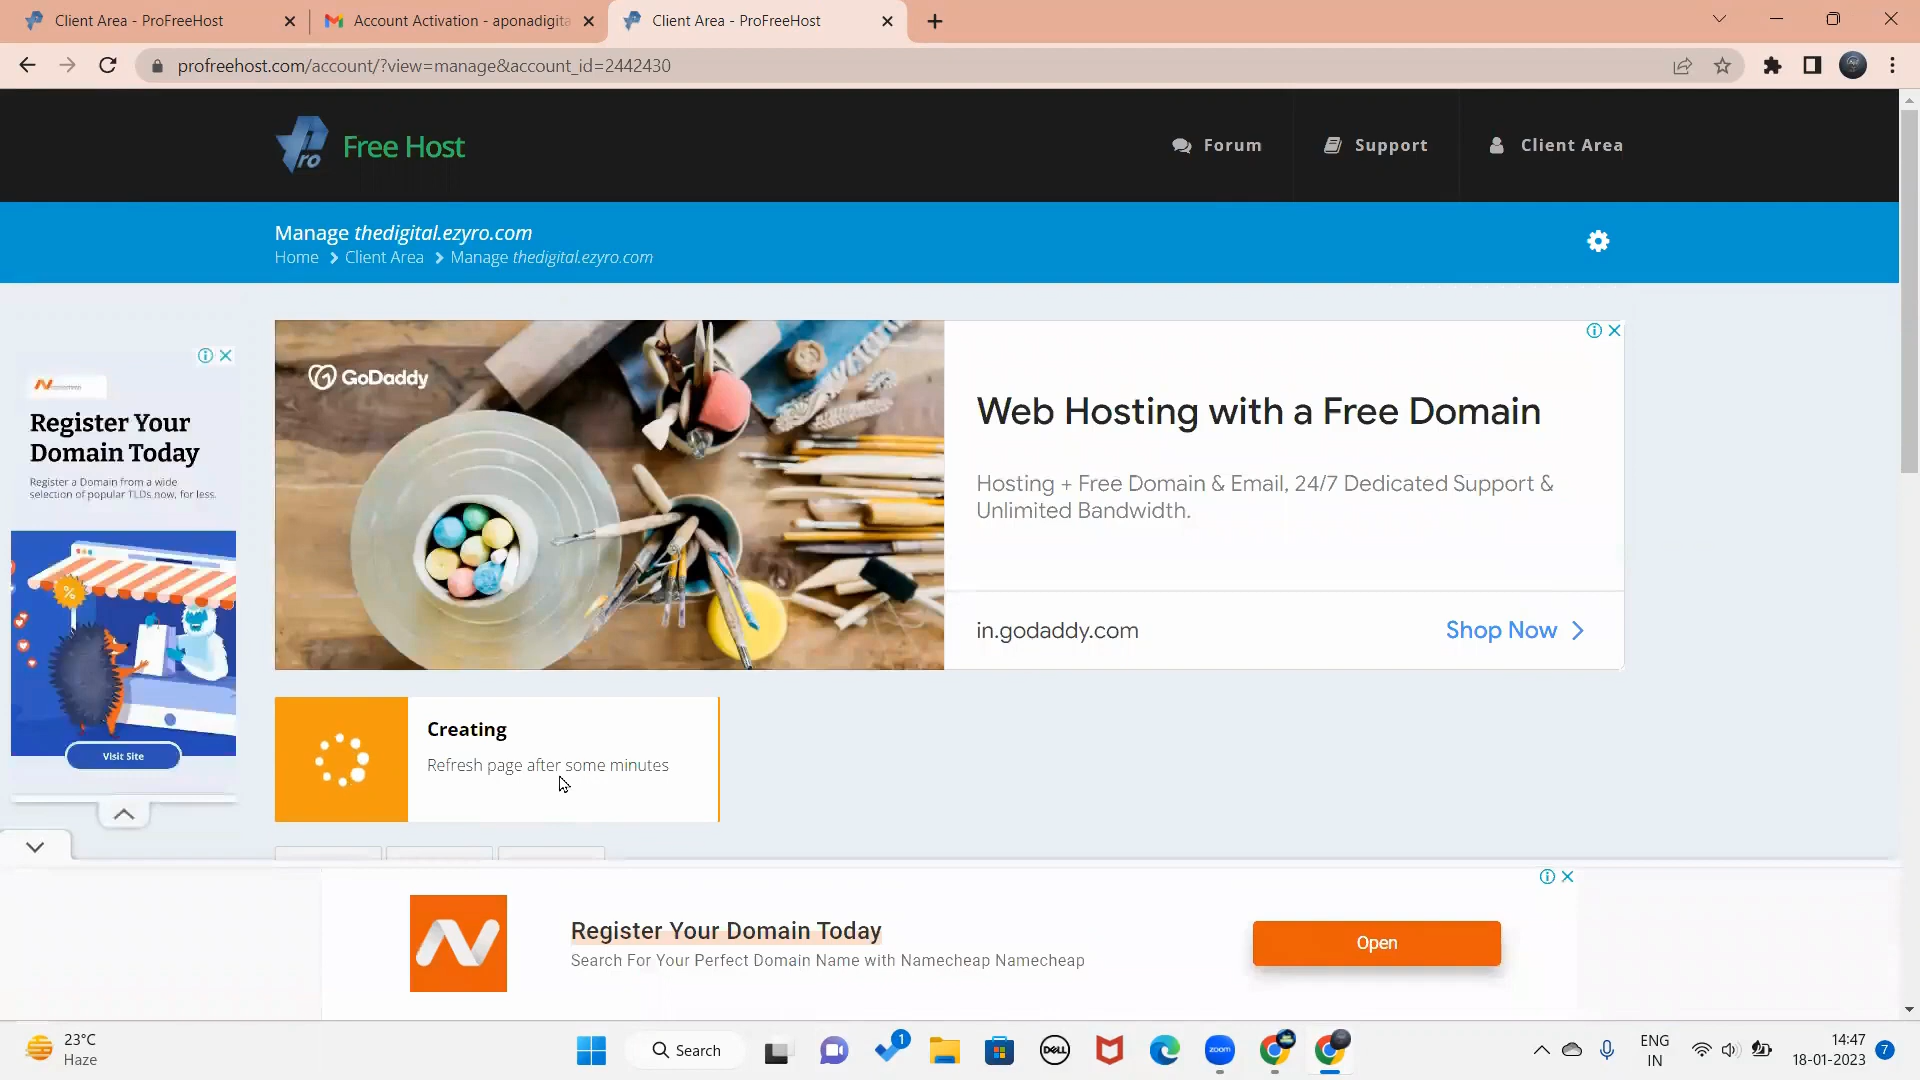 Client Area - ProFreeHost
Account Activation - aponadigita
Client Area - ProFreeHost
profreehost.com/account/?view=manage&account_id=2442430
ro
Free Host
Forum
Support
Client Area
Manage thedigital.ezyro.com
Home
Client Area
Manage thedigital.ezyro.com
Register Your
Domain Today
Register a Domain from a wide
selection of popular TLDs now, for less.
%
Visit Site
GoDaddy
Web Hosting with a Free Domain
Hosting + Free Domain & Email, 24/7 Dedicated Support &
Unlimited Bandwidth.
in.godaddy.com
Shop Now
Creating
Refresh page after some minutes
Register Your Domain Today
Search For Your Perfect Domain Name with Namecheap Namecheap
Open
23°C
Haze
Search
1
DELL
zoom
ENG
IN
14:47
18-01-2023
7